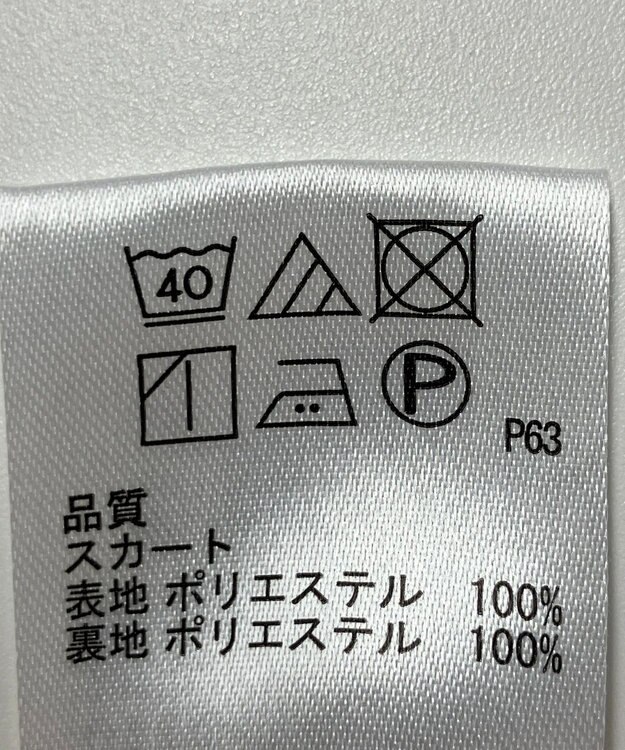 40
P
P63
品質
スカート
表地 ポリエステル 100%
裏地 ポリエステル 100%